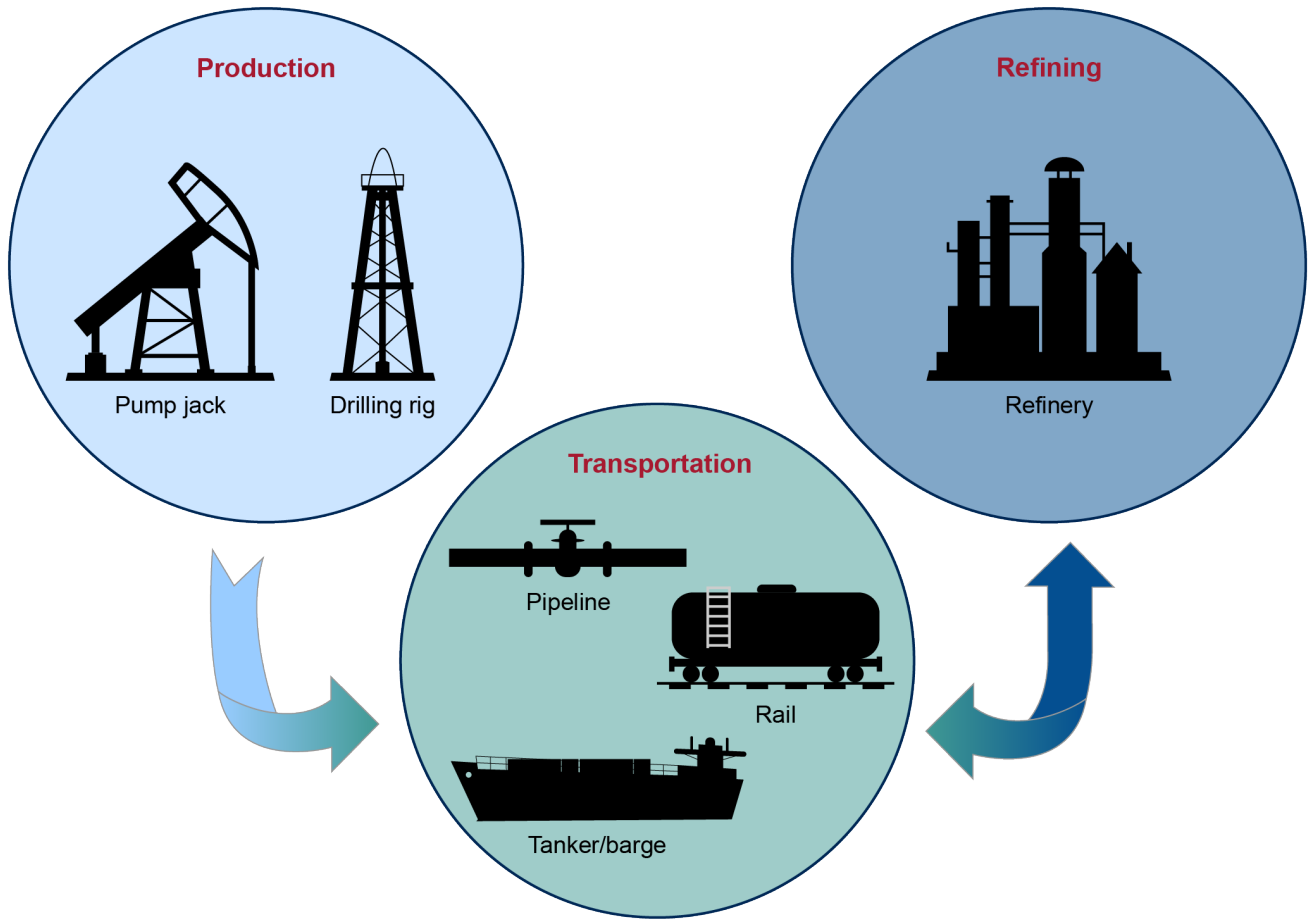 Production
Pump jack
Drilling rig
Refining
Refinery
Transportation
Pipeline
Rail
Tanker/barge